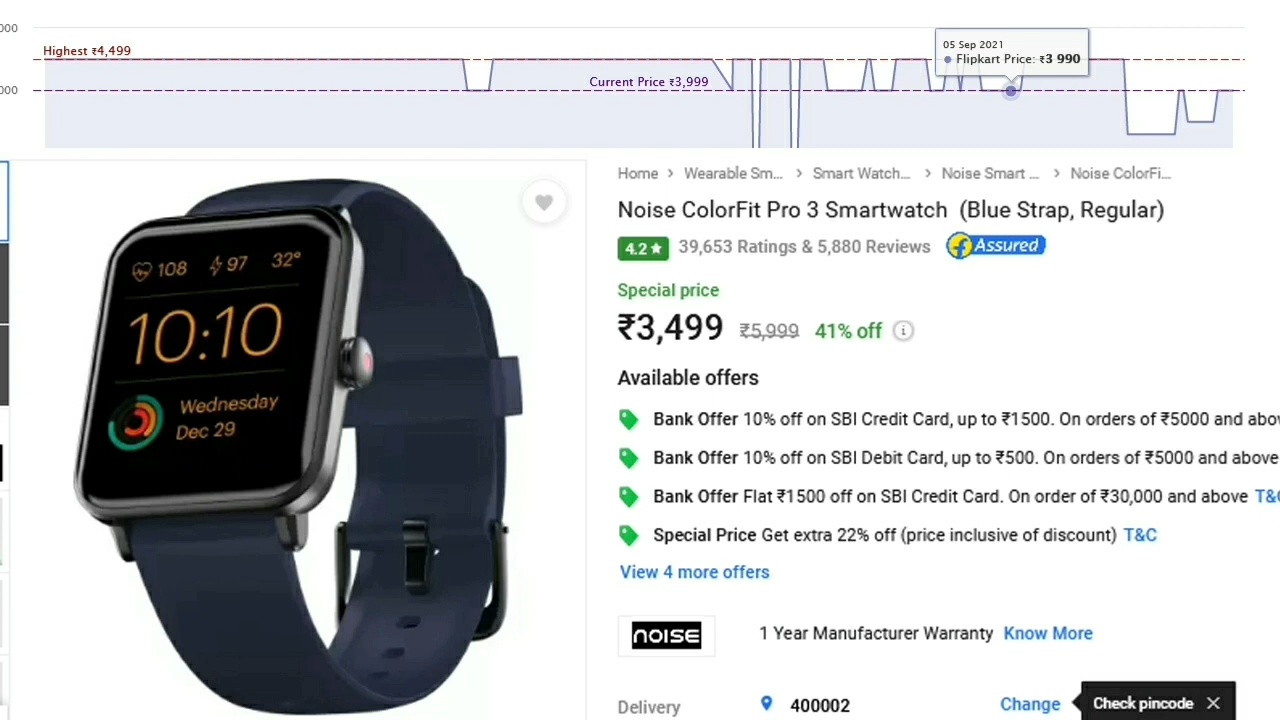 000
Highest ₹4,499
05 Sep 2021
Flipkart Price: ₹3 990
Current Price ₹3,999
000
Home > Wearable Sm... > Smart Watch... > Noise Smart ... > Noise ColorFi...
Noise ColorFit Pro 3 Smartwatch (Blue Strap, Regular)
4.2★ 39,653 Ratings & 5,880 Reviews f Assured
Special price
₹3,499 ₹5,999 41% off i
Available offers
Bank Offer 10% off on SBI Credit Card, up to ₹1500. On orders of ₹5000 and abov
Bank Offer 10% off on SBI Debit Card, up to ₹500. On orders of ₹5000 and above
Bank Offer Flat ₹1500 off on SBI Credit Card. On order of ₹30,000 and above T&C
Special Price Get extra 22% off (price inclusive of discount) T&C
View 4 more offers
noise 1 Year Manufacturer Warranty Know More
Delivery 400002 Change Check pincode ×
108 97 32°
10:10
Wednesday
Dec 29